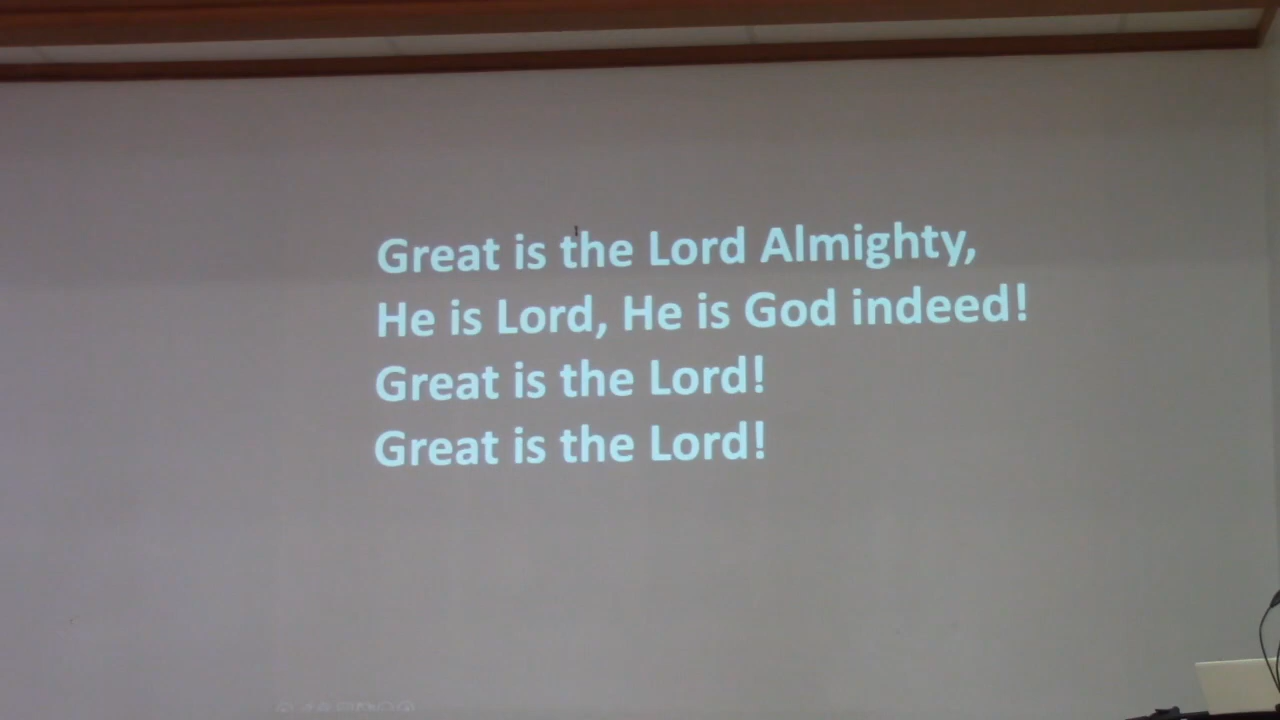 Great is the Lord Almighty,
He is Lord, He is God indeed!
Great is the Lord!
Great is the Lord!